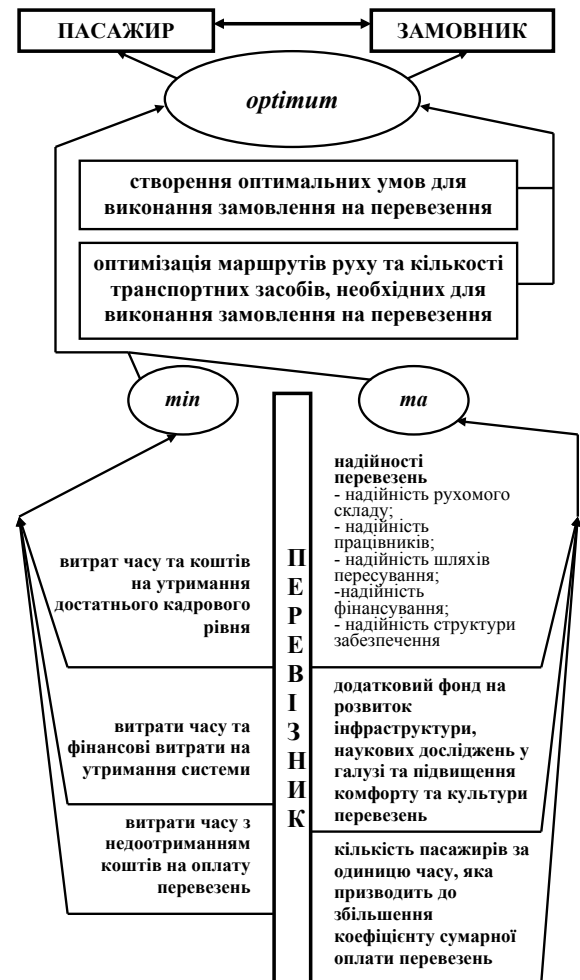 ПАСАЖИР
ЗАМОВНИК
optimum
створення оптимальних умов для
виконання замовлення на перевезення
оптимізація маршрутів руху та кількості
транспортних засобів, необхідних для
виконання замовлення на перевезення
min
ma
витрат часу та коштів
на утримання
достатнього кадрового
рівня
витрати часу та
фінансові витрати на
утримання системи
витрати часу з
недоотриманням
коштів на оплату
перевезень
П
Е
Р
Е
В
І
З
Н
И
К
надійності
перевезень
- надійність рухомого
складу;
- надійність
працівників;
- надійність шляхів
пересування;
-надійність
фінансування;
- надійність структури
забезпечення
додатковий фонд на
розвиток
інфраструктури,
наукових досліджень у
галузі та підвищення
комфорту та культури
перевезень
кількість пасажирів за
одиницю часу, яка
призводить до
збільшення
коефіцієнту сумарної
оплати перевезень